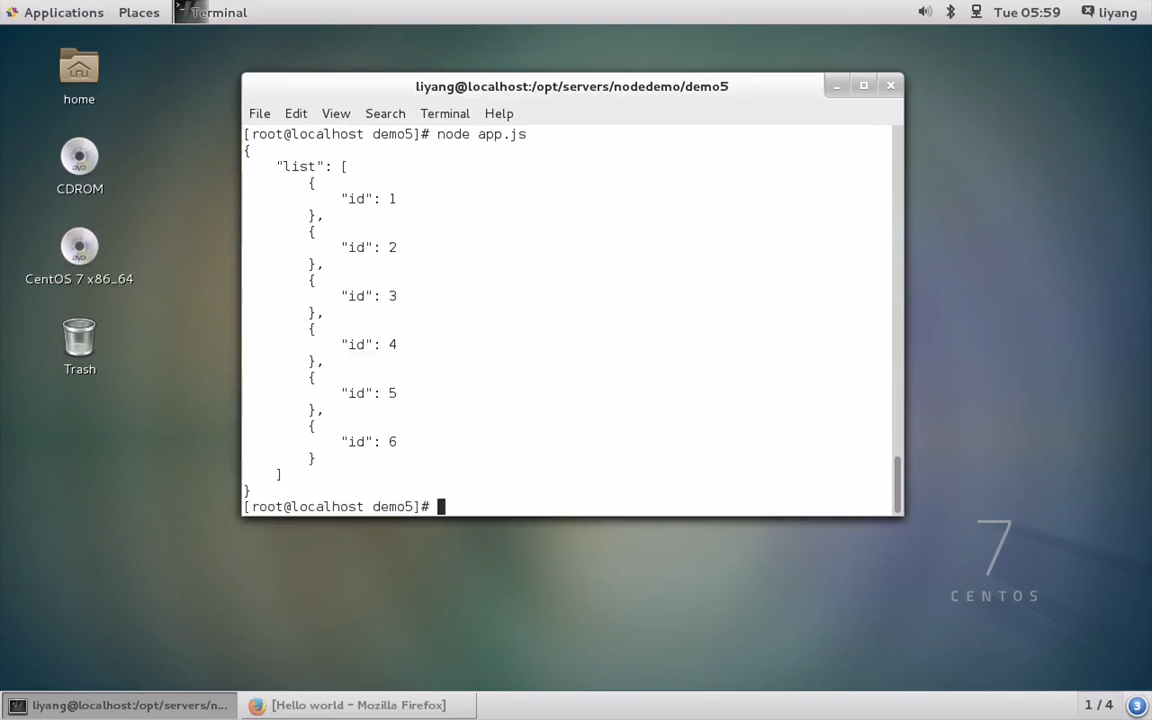 Applications Places Terminal Tue 05:59 liyang
home
CDROM
CentOS 7 x86_64
Trash
liyang@localhost:/opt/servers/nodedemo/demo5
File Edit View Search Terminal Help
[root@localhost demo5]# node app.js
{
"list": [
{
"id": 1
},
{
"id": 2
},
{
"id": 3
},
{
"id": 4
},
{
"id": 5
},
{
"id": 6
}
]
}
[root@localhost demo5]#
7
CENTOS
liyang@localhost:/opt/servers/n... [Hello world - Mozilla Firefox] 1 / 4 3